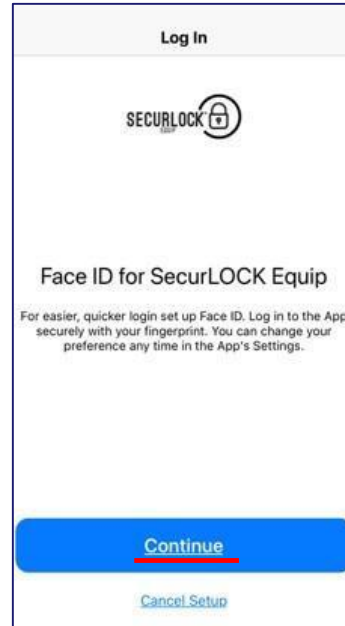 Log In
SECURLOCK
EQUIP
Face ID for SecurLOCK Equip
For easier, quicker login set up Face ID. Log in to the App
securely with your fingerprint. You can change your
preference any time in the App's Settings.
Continue
Cancel Setup